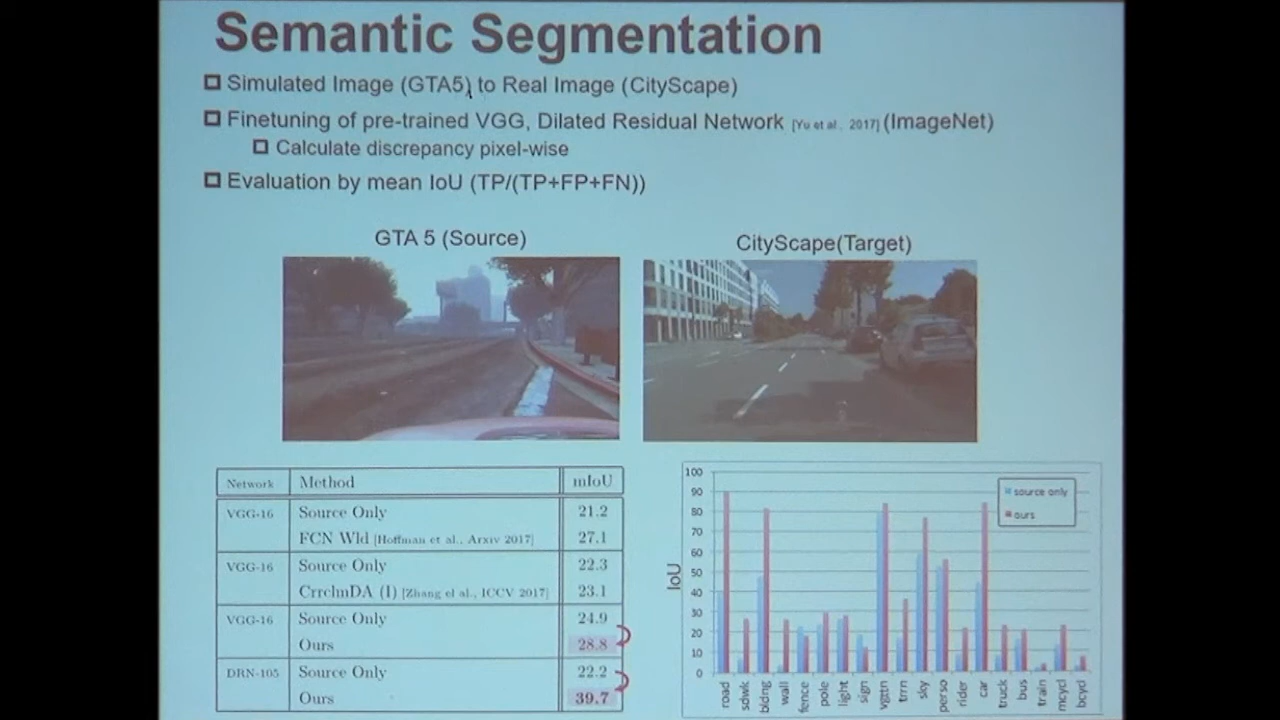 Semantic Segmentation
Simulated Image (GTA5) to Real Image (CityScape)
Finetuning of pre-trained VGG, Dilated Residual Network [Yu et al., 2017] (ImageNet)
Calculate discrepancy pixel-wise
Evaluation by mean IoU (TP/(TP+FP+FN))
GTA 5 (Source)
CityScape(Target)
Network Method mIoU
VGG-16 Source Only 21.2
FCN Wld [Hoffman et al., Arxiv 2017] 27.1
VGG-16 Source Only 22.3
CrrclmDA (I) [Zhang el al., ICCV 2017] 23.1
VGG-16 Source Only 24.9
Ours 28.8
DRN-105 Source Only 22.2
Ours 39.7
100
90
80
70
60
50
40
30
20
10
0
IoU
source only
ours
road sdwk bldng wall fence pole light sign vgttn trrn sky perso rider car truck bus train mcycl bcycl